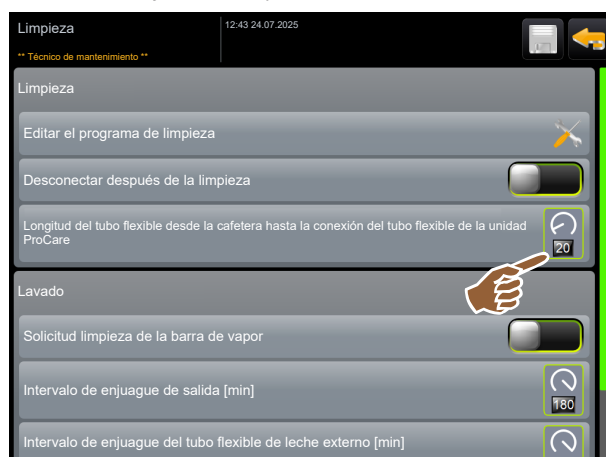 Limpieza
12:43 24.07.2025
** Técnico de mantenimiento **
Limpieza
Editar el programa de limpieza
Desconectar después de la limpieza
Longitud del tubo flexible desde la cafetera hasta la conexión del tubo flexible de la unidad
ProCare
20
Lavado
Solicitud limpieza de la barra de vapor
Intervalo de enjuague de salida [min]
180
Intervalo de enjuague del tubo flexible de leche externo [min]